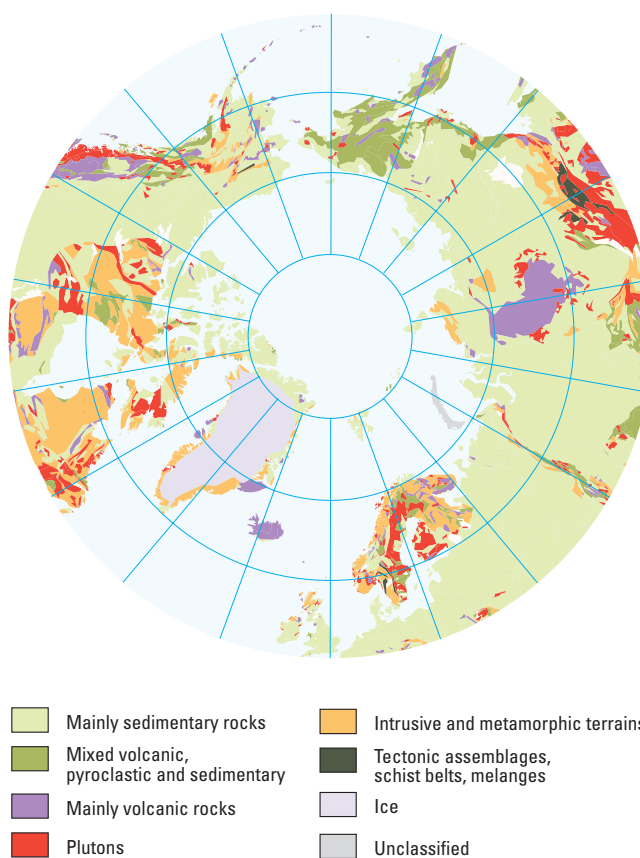 Mainly sedimentary rocks
Mixed volcanic,
pyroclastic and sedimentary
Mainly volcanic rocks
Plutons
Intrusive and metamorphic terrains
Tectonic assemblages,
schist belts, melanges
Ice
Unclassified